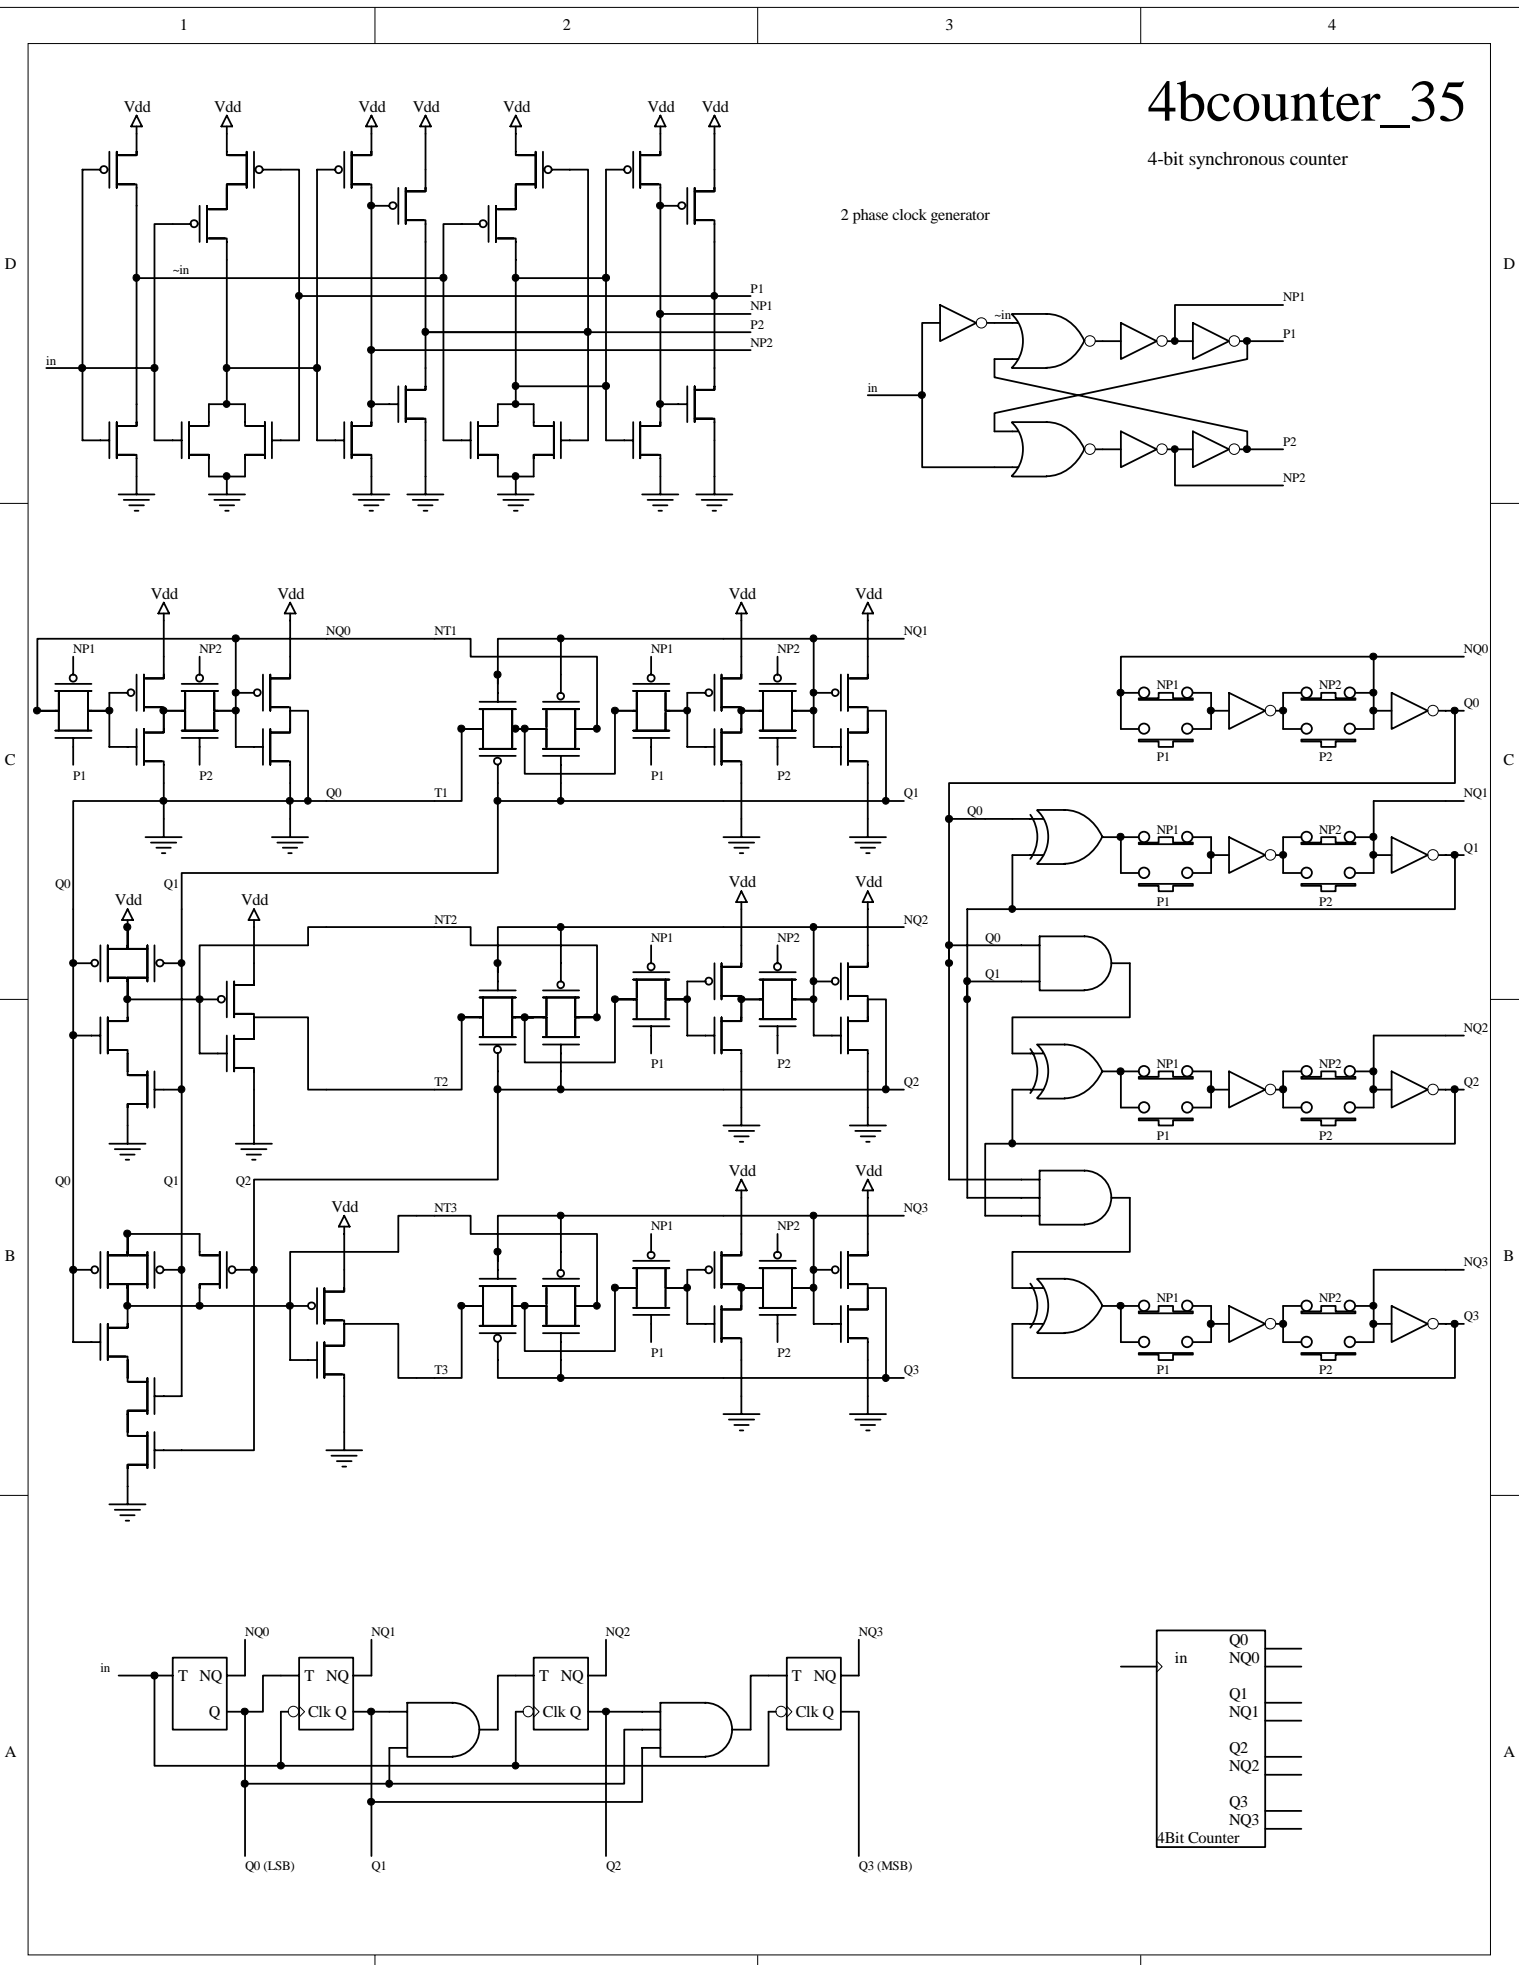 1 2 3 4
4bcounter_35
4-bit synchronous counter
Vdd Vdd Vdd Vdd Vdd Vdd Vdd
2 phase clock generator
D D
~in
P1
NP1
P2
NP2
in
NP1
~in
P1
in
P2
NP2
Vdd Vdd Vdd Vdd
NQ0 NT1 NQ1
NP1 NP2 NP1 NP2
P1 P2 P1 P2
Q0 T1 Q1
C C
NQ0
NP1 NP2
Q0
P1 P2
NQ1
Q0
NP1 NP2
Q1
P1 P2
Q0 Q1
Vdd Vdd Vdd Vdd
NT2 NQ2
NP1 NP2
P1 P2
T2 Q2
Q0
Q1
NQ2
NP1 NP2
Q2
P1 P2
Q0 Q1 Q2
Vdd Vdd Vdd
NT3 NQ3
NP1 NP2
P1 P2
T3 Q3
B B
NQ3
NP1 NP2
Q3
P1 P2
NQ0 NQ1 NQ2 NQ3
in
T NQ T NQ T NQ T NQ
Q Clk Q Clk Q Clk Q
A A
Q0 (LSB) Q1 Q2 Q3 (MSB)
Q0
in NQ0
Q1
NQ1
Q2
NQ2
Q3
NQ3
4Bit Counter